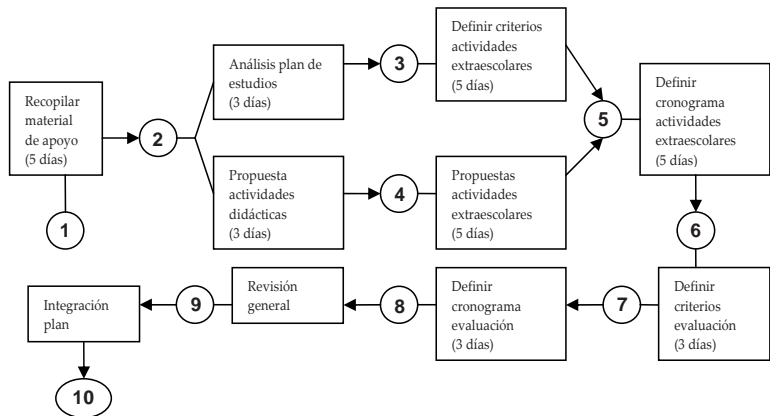 Recopilar
material
de apoyo
(5 días)
1
2
Análisis plan de
estudios
(3 días)
3
Definir criterios
actividades
extraescolares
(5 días)
Propuesta
actividades
didácticas
(3 días)
4
Propuestas
actividades
extraescolares
(5 días)
5
Definir
cronograma
actividades
extraescolares
(5 días)
6
Definir
criterios
evaluación
(3 días)
7
Definir
cronograma
evaluación
(3 días)
8
Revisión
general
9
Integración
plan
10